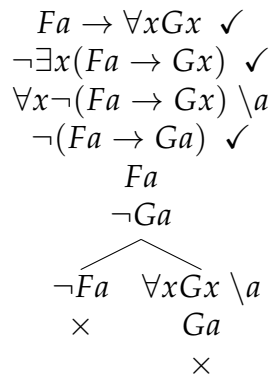 Fa → ∀xGx ✓
¬∃x(Fa → Gx) ✓
∀x¬(Fa → Gx) \a
¬(Fa → Ga) ✓
Fa
¬Ga
¬Fa ∀xGx \a
× Ga
×